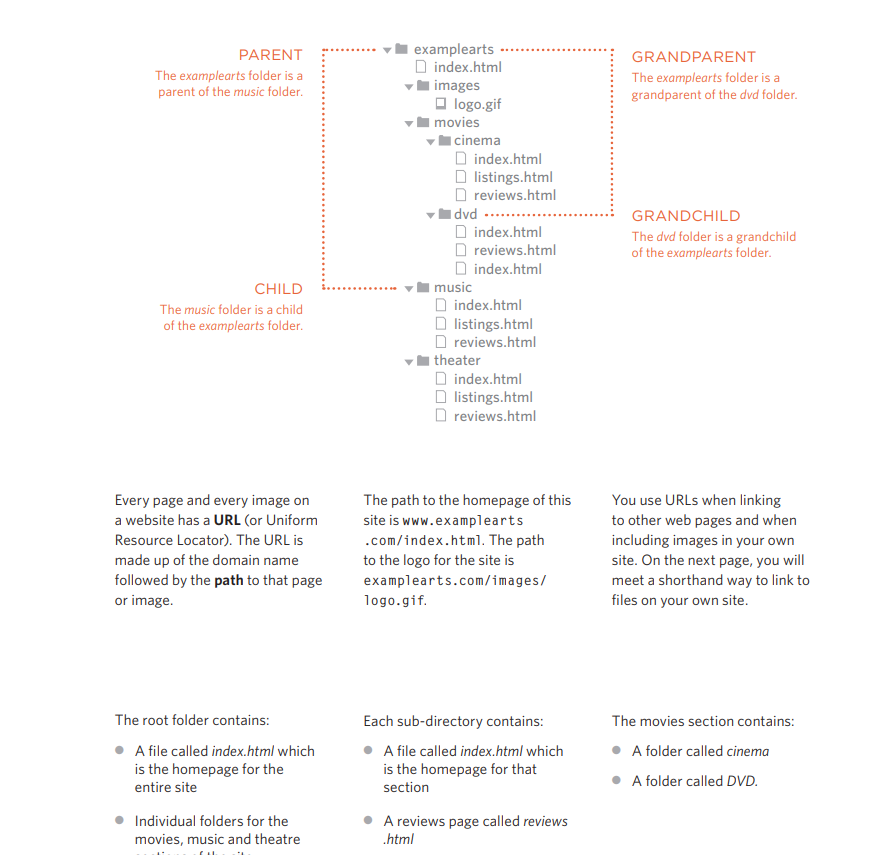 PARENT
The examplearts folder is a
parent of the music folder.
examplearts
index.html
images
logo.gif
movies
cinema
index.html
listings.html
reviews.html
dvd
index.html
reviews.html
index.html
music
index.html
listings.html
reviews.html
theater
index.html
listings.html
reviews.html
GRANDPARENT
The examplearts folder is a
grandparent of the dvd folder.
GRANDCHILD
The dvd folder is a grandchild
of the examplearts folder.
CHILD
The music folder is a child
of the examplearts folder.
Every page and every image on
a website has a URL (or Uniform
Resource Locator). The URL is
made up of the domain name
followed by the path to that page
or image.
The path to the homepage of this
site is www.examplearts
.com/index.html. The path
to the logo for the site is
examplearts.com/images/
logo.gif.
You use URLs when linking
to other web pages and when
including images in your own
site. On the next page, you will
meet a shorthand way to link to
files on your own site.
The root folder contains:
A file called index.html which
is the homepage for the
entire site
Individual folders for the
movies, music and theatre
sections of the site
Each sub-directory contains:
A file called index.html which
is the homepage for that
section
A reviews page called reviews
.html
The movies section contains:
A folder called cinema
A folder called DVD.